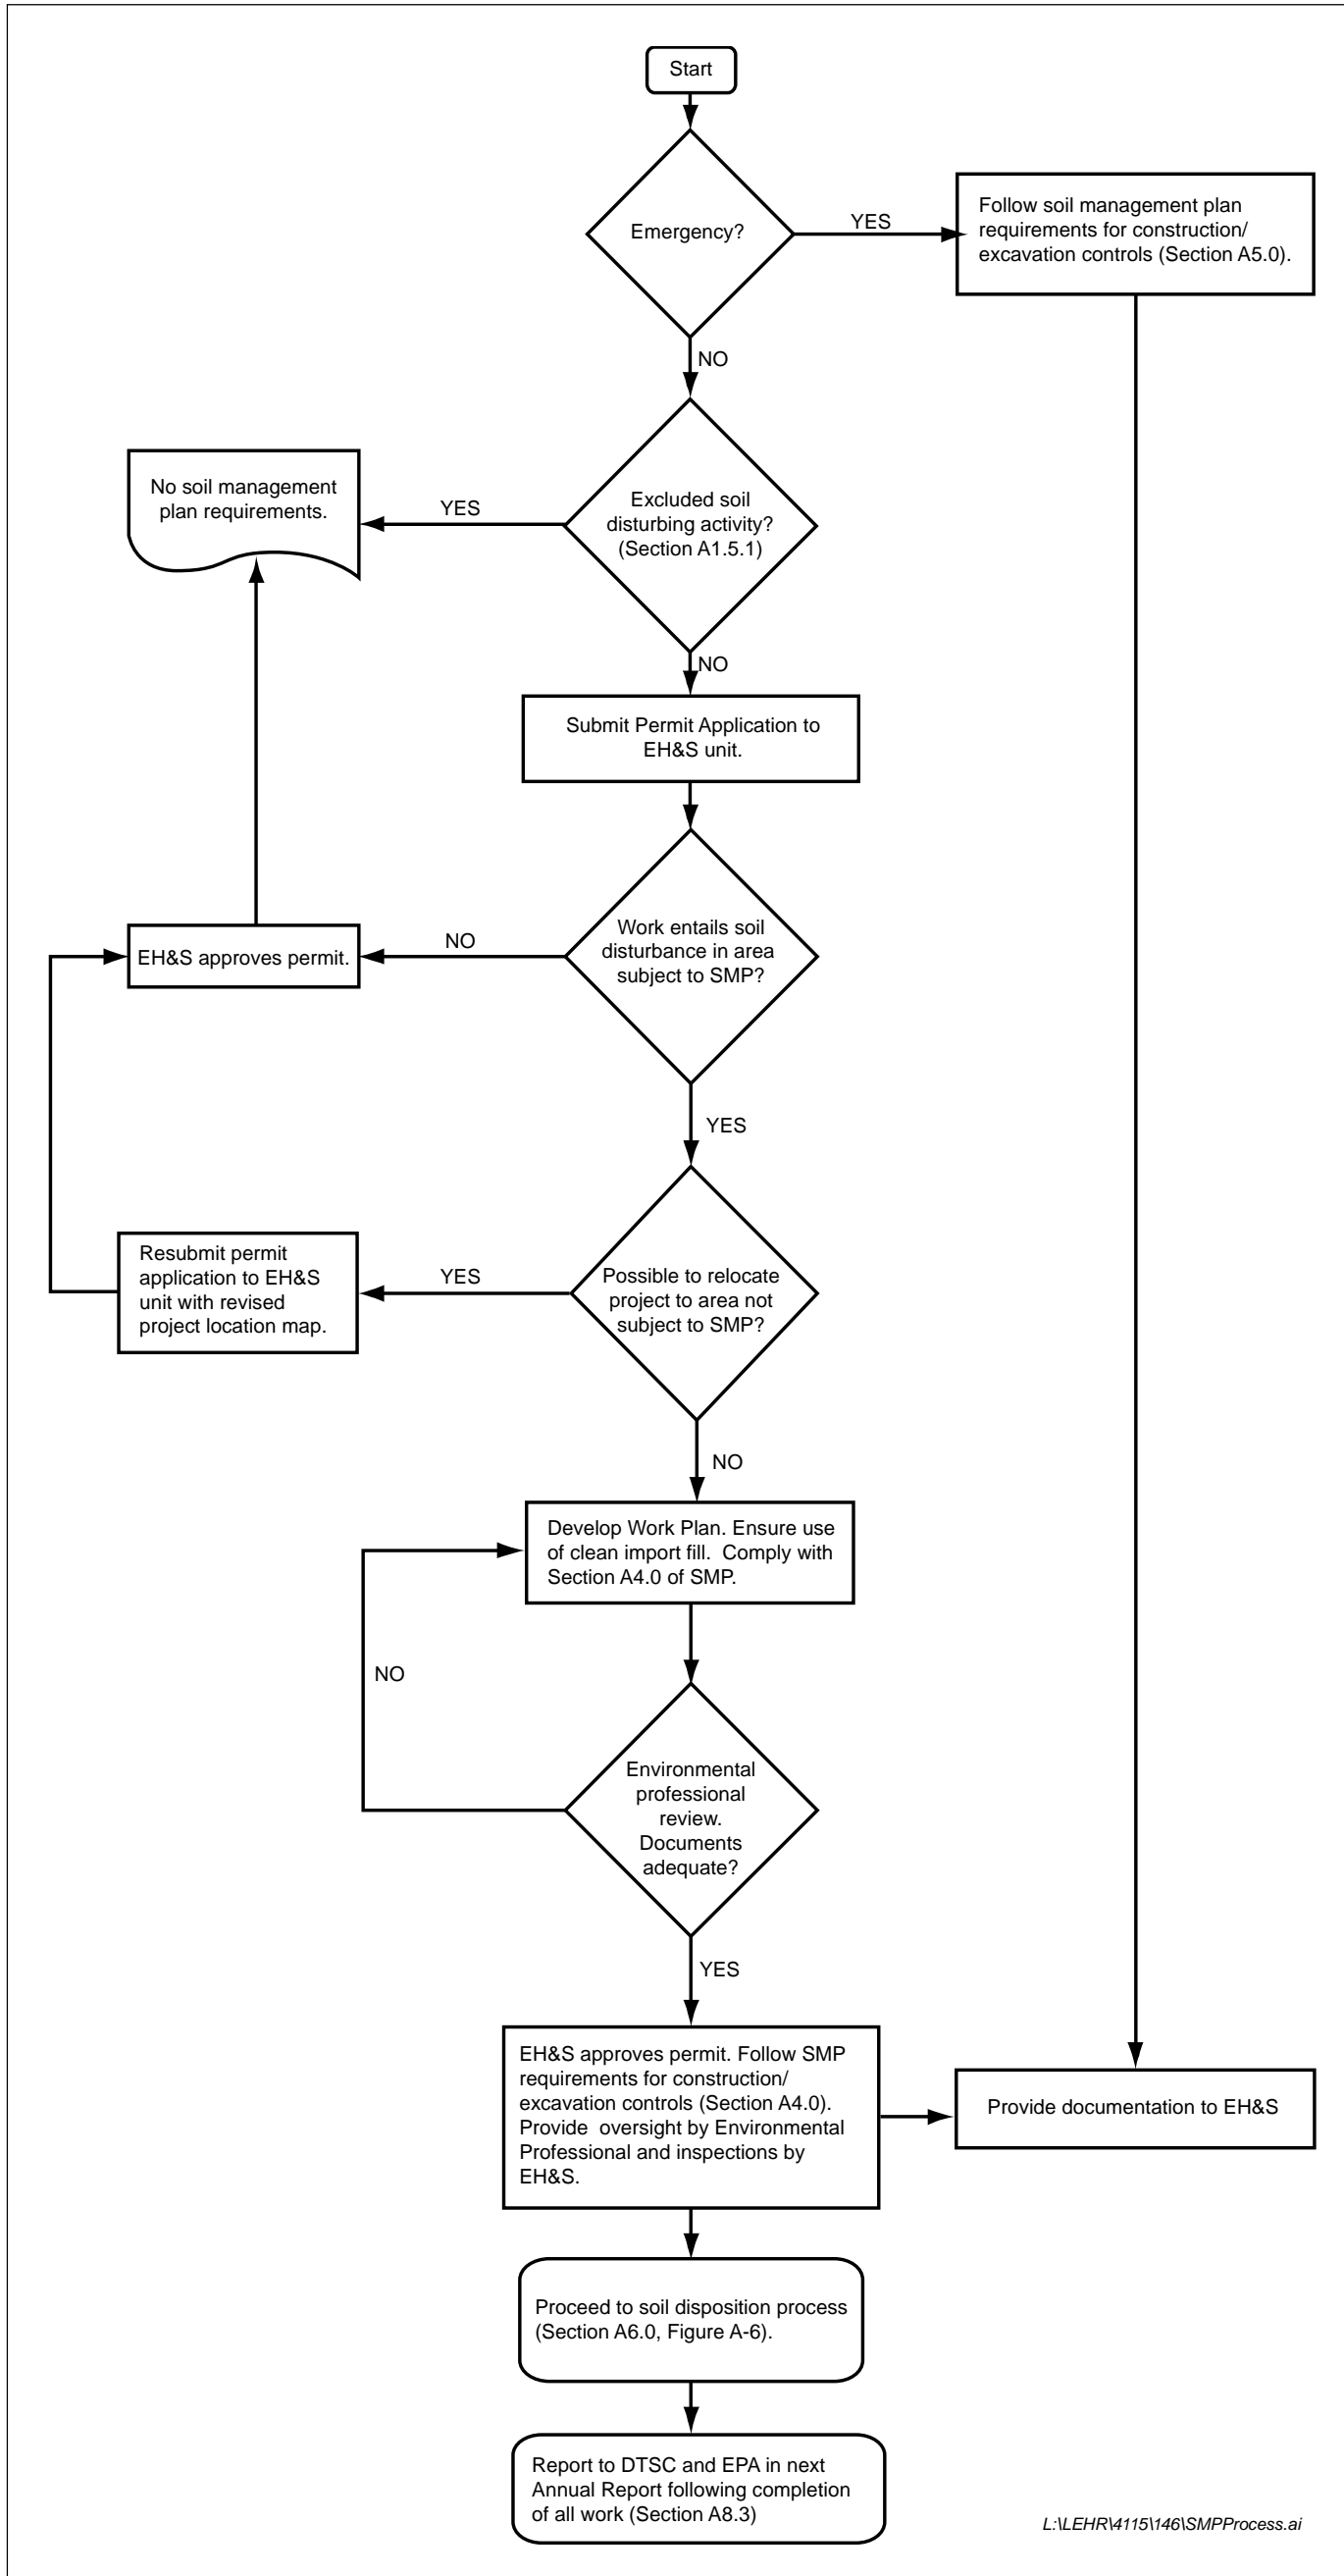 Start
Emergency?
YES
Follow soil management plan
requirements for construction/
excavation controls (Section A5.0).
NO
No soil management
plan requirements.
YES
Excluded soil
disturbing activity?
(Section A1.5.1)
NO
Submit Permit Application to
EH&S unit.
EH&S approves permit.
NO
Work entails soil
disturbance in area
subject to SMP?
YES
Resubmit permit
application to EH&S
unit with revised
project location map.
YES
Possible to relocate
project to area not
subject to SMP?
NO
Develop Work Plan. Ensure use
of clean import fill.  Comply with
Section A4.0 of SMP.
NO
Environmental
professional
review.
Documents
adequate?
YES
EH&S approves permit. Follow SMP
requirements for construction/
excavation controls (Section A4.0).
Provide  oversight by Environmental
Professional and inspections by
EH&S.
Provide documentation to EH&S
Proceed to soil disposition process
(Section A6.0, Figure A-6).
Report to DTSC and EPA in next
Annual Report following completion
of all work (Section A8.3)
L:\LEHR\4115\146\SMPProcess.ai